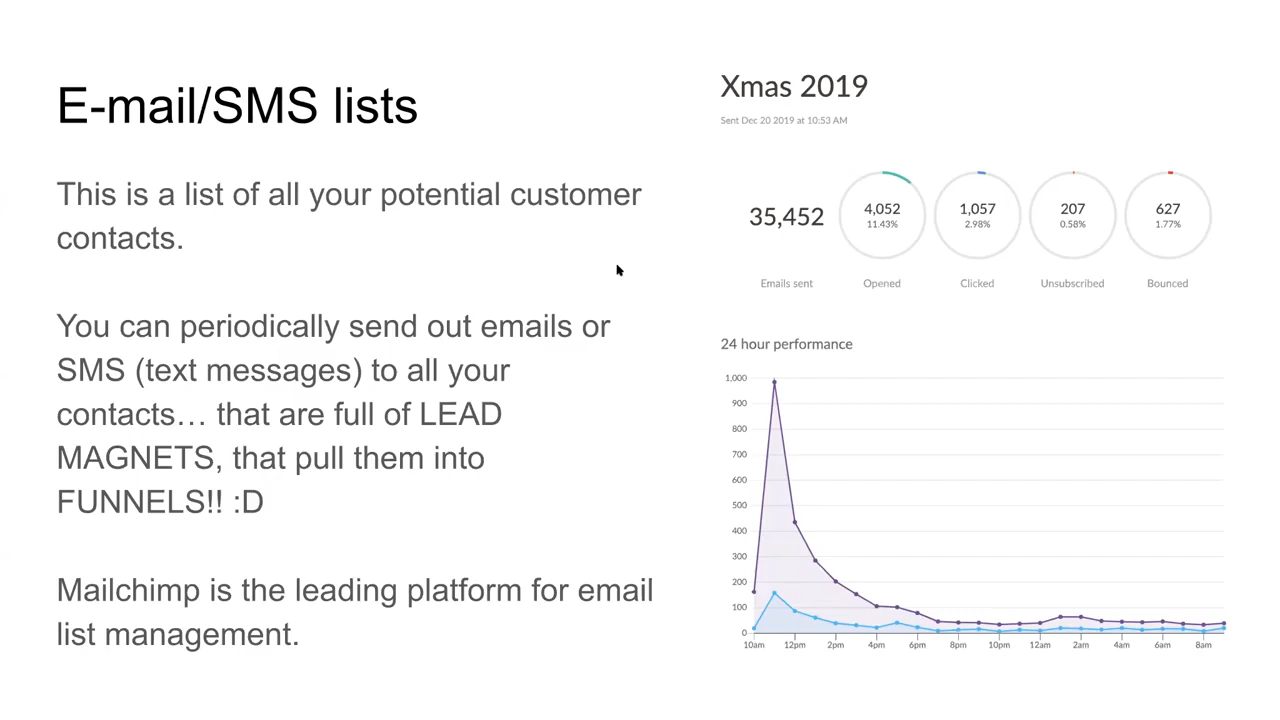 E-mail/SMS lists
This is a list of all your potential customer
contacts.
You can periodically send out emails or
SMS (text messages) to all your
contacts… that are full of LEAD
MAGNETS, that pull them into
FUNNELS!! :D
Mailchimp is the leading platform for email
list management.
Xmas 2019
Sent Dec 20 2019 at 10:53 AM
35,452 4,052 1,057 207 627
11.43% 2.98% 0.58% 1.77%
Emails sent Opened Clicked Unsubscribed Bounced
24 hour performance
1,000
900
800
700
600
500
400
300
200
100
0
10am 12pm 2pm 4pm 6pm 8pm 10pm 12am 2am 4am 6am 8am